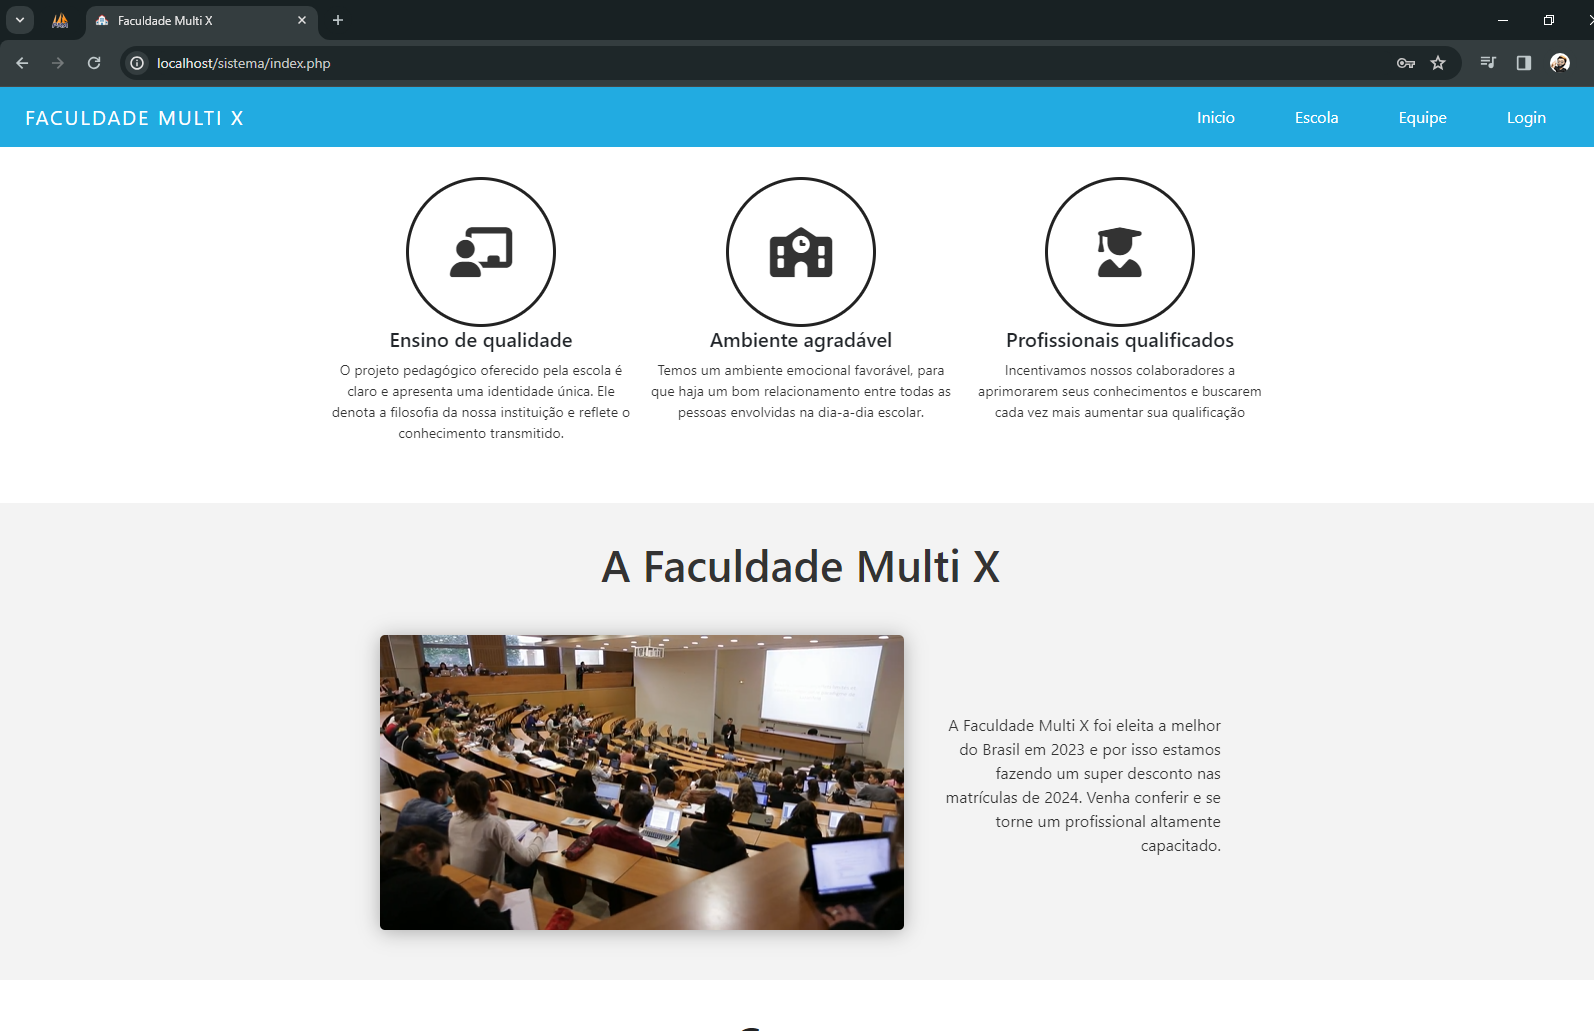 Faculdade Multi X
localhost/sistema/index.php
FACULDADE MULTI X
Inicio
Escola
Equipe
Login
Ensino de qualidade
O projeto pedagógico oferecido pela escola é
claro e apresenta uma identidade única. Ele
denota a filosofia da nossa instituição e reflete o
conhecimento transmitido.
Ambiente agradável
Temos um ambiente emocional favorável, para
que haja um bom relacionamento entre todas as
pessoas envolvidas na dia-a-dia escolar.
Profissionais qualificados
Incentivamos nossos colaboradores a
aprimorarem seus conhecimentos e buscarem
cada vez mais aumentar sua qualificação
A Faculdade Multi X
A Faculdade Multi X foi eleita a melhor
do Brasil em 2023 e por isso estamos
fazendo um super desconto nas
matrículas de 2024. Venha conferir e se
torne um profissional altamente
capacitado.